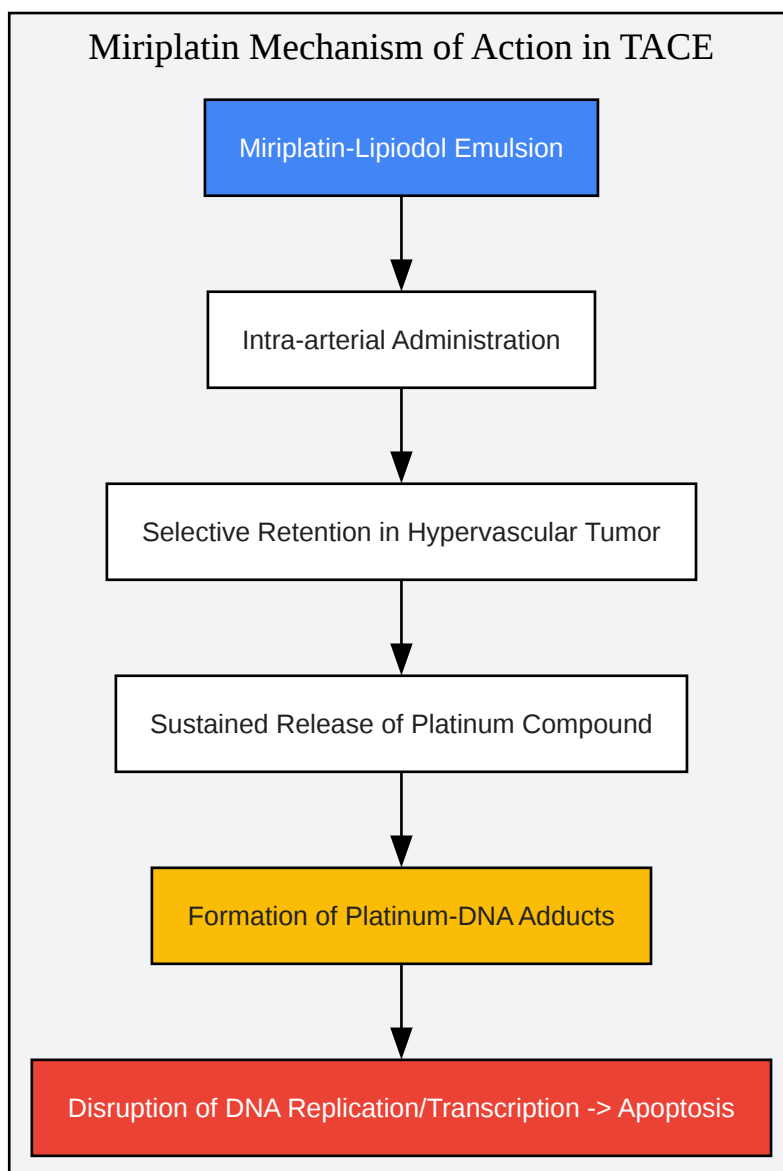 Miriplatin Mechanism of Action in TACE
Miriplatin-Lipiodol Emulsion
Intra-arterial Administration
Selective Retention in Hypervascular Tumor
Sustained Release of Platinum Compound
Formation of Platinum-DNA Adducts
Disruption of DNA Replication/Transcription -> Apoptosis